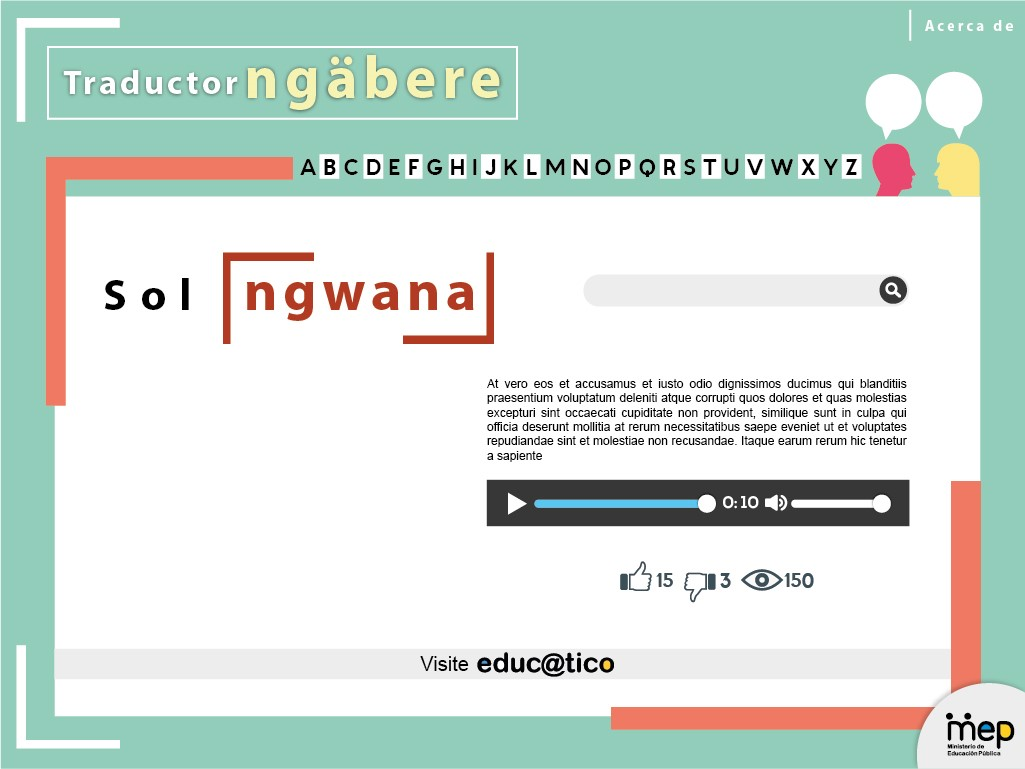 Acerca de
Traductor ngäbere
A B C D E F G H I J K L M N O P Q R S T U V W X Y Z
Sol ngwana
At vero eos et accusamus et iusto odio dignissimos ducimus qui blanditiis
praesentium voluptatum deleniti atque corrupti quos dolores et quas molestias
excepturi sint occaecati cupiditate non provident, similique sunt in culpa qui
officia deserunt mollitia at rerum necessitatibus saepe eveniet ut et voluptates
repudiandae sint et molestiae non recusandae. Itaque earum rerum hic tenetur
a sapiente
0:10
15 3 150
Visite educ@tico
mep
Ministerio de
Educación Pública